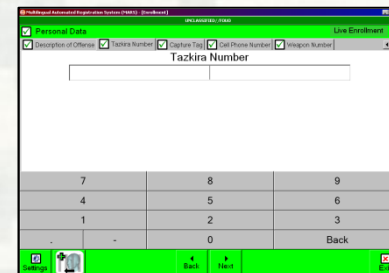 Multilingual Automated Registration System (MARS) - [Enrollment]
UNCLASSIFIED//FOUO
Personal Data Live Enrollment
Description of Offense Tazkira Number Capture Tag Cell Phone Number Weapon Number
Tazkira Number
7 8 9
4 5 6
1 2 3
. - 0 Back
Settings Back Next Exit